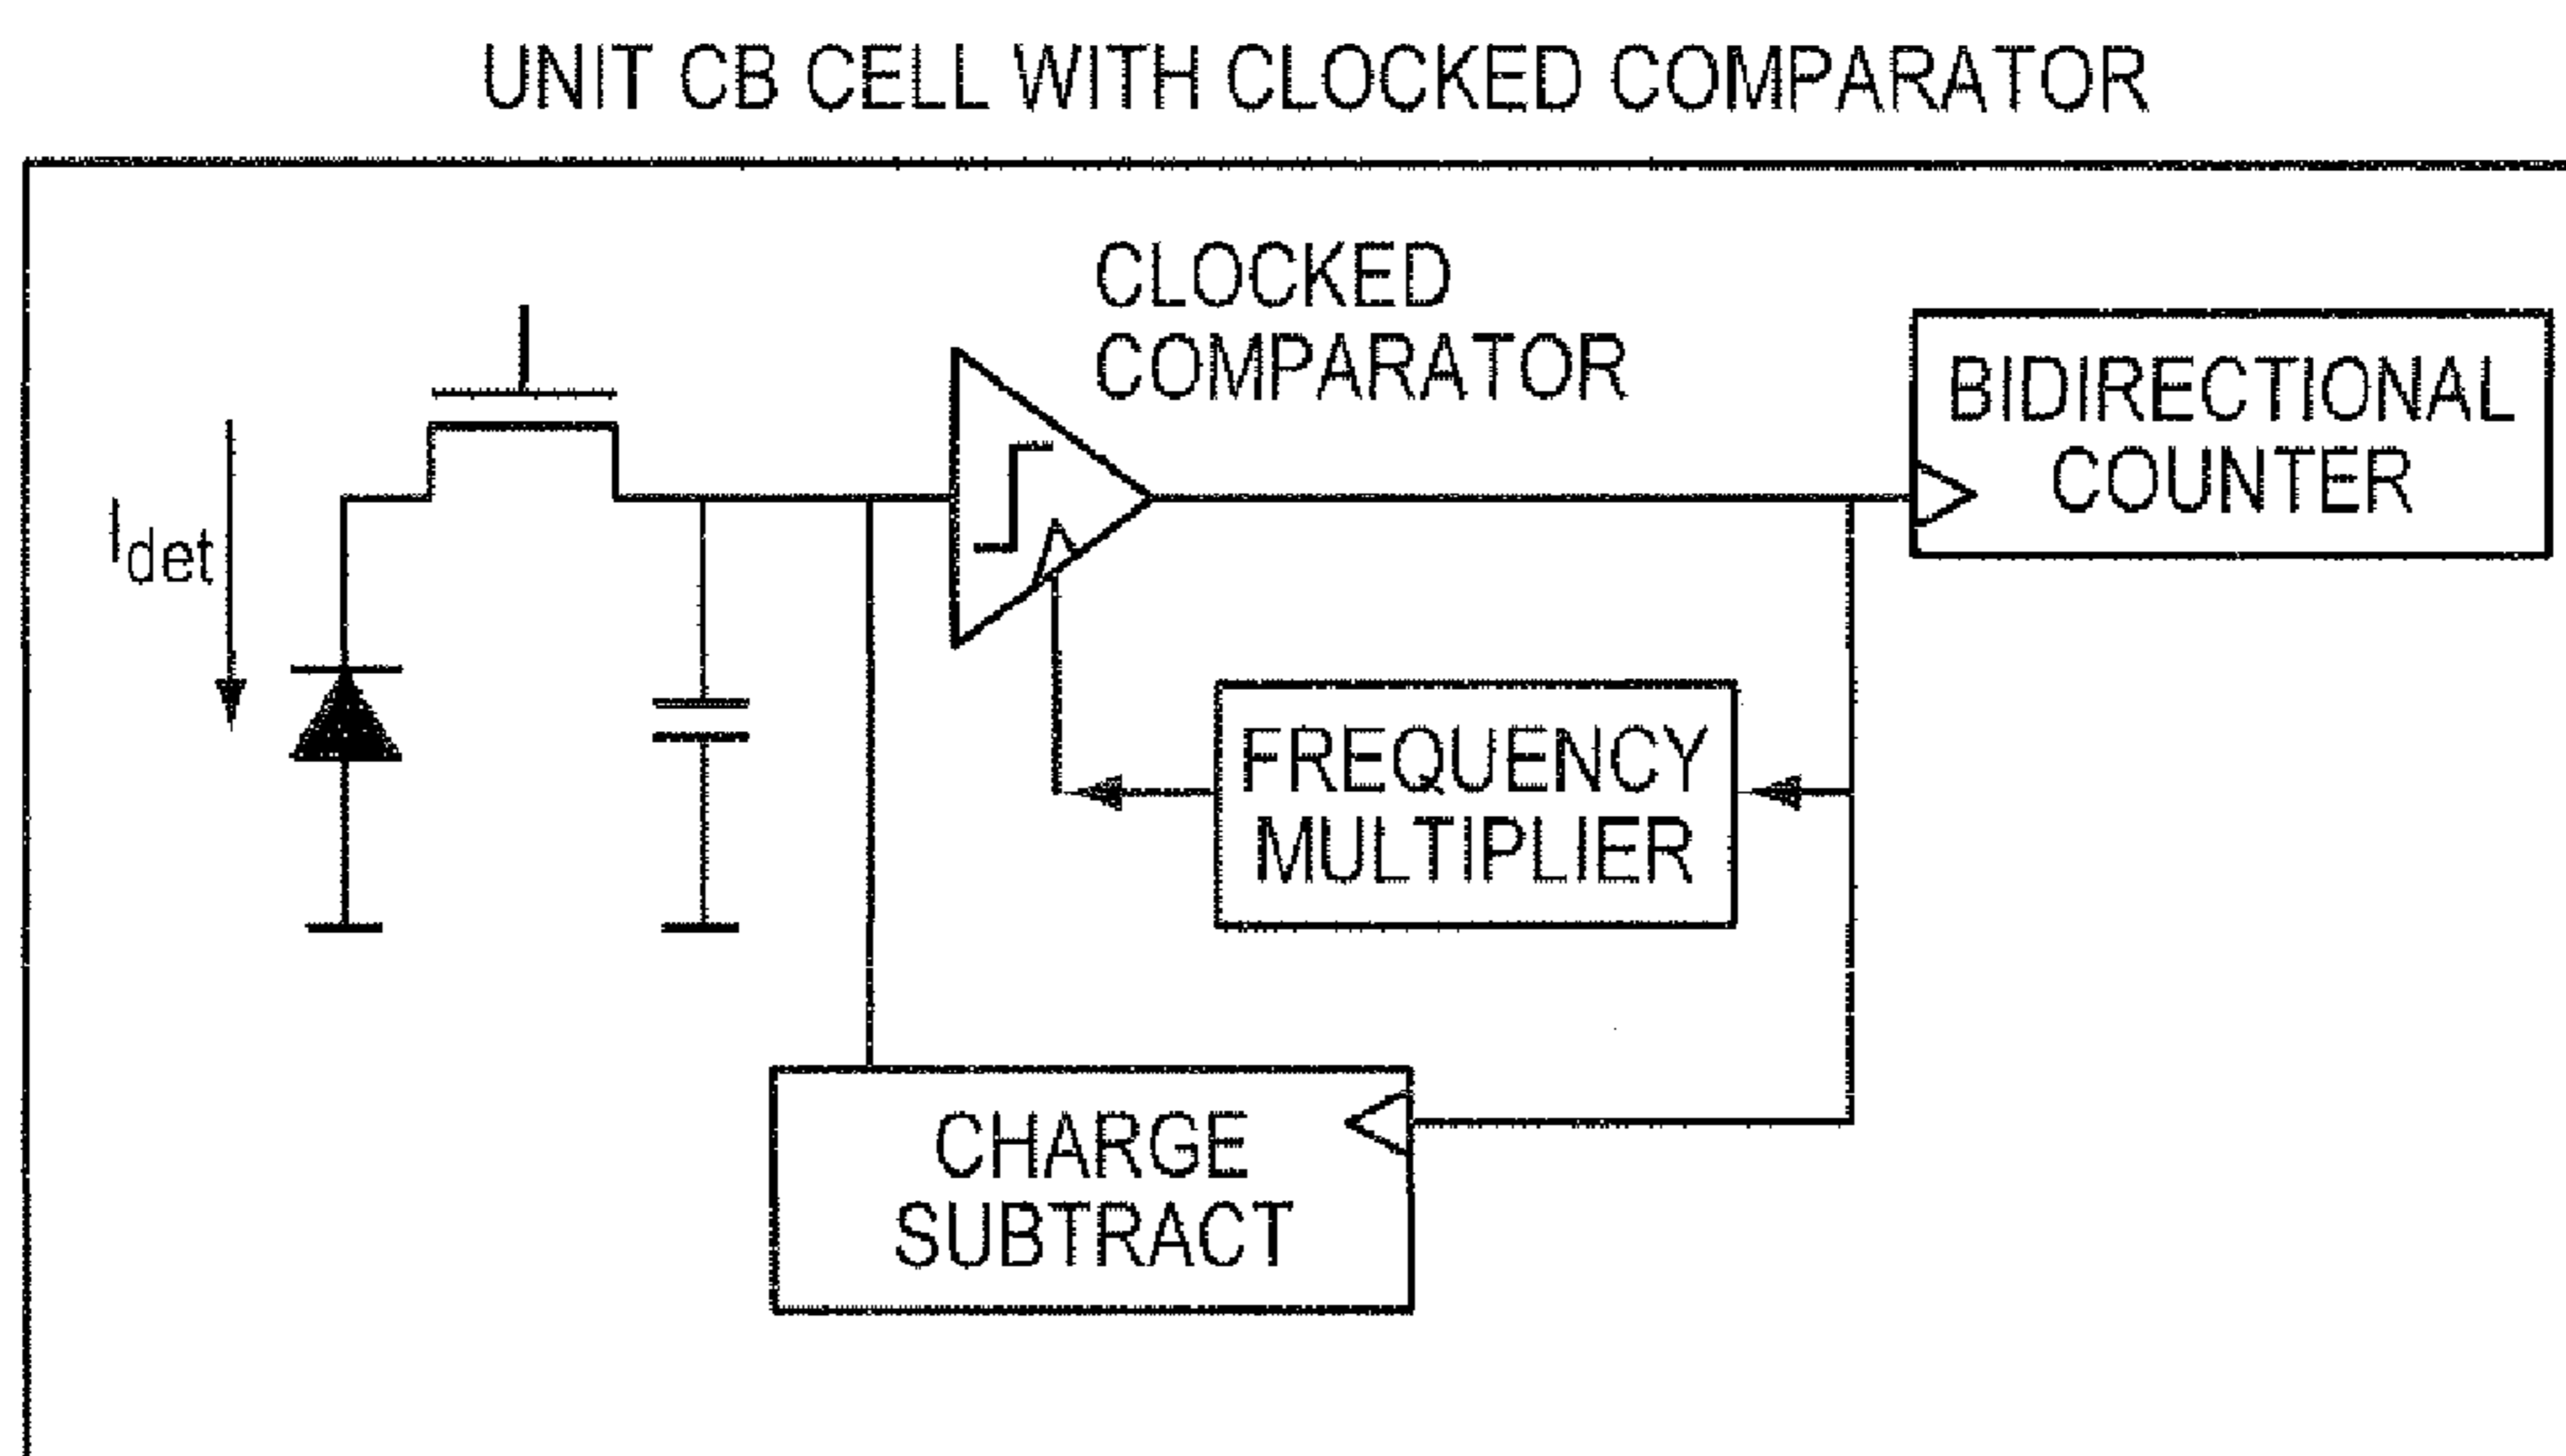 UNIT CB CELL WITH CLOCKED COMPARATOR
CLOCKED
COMPARATOR
BIDIRECTIONAL
COUNTER
Idet
FREQUENCY
MULTIPLIER
CHARGE
SUBTRACT